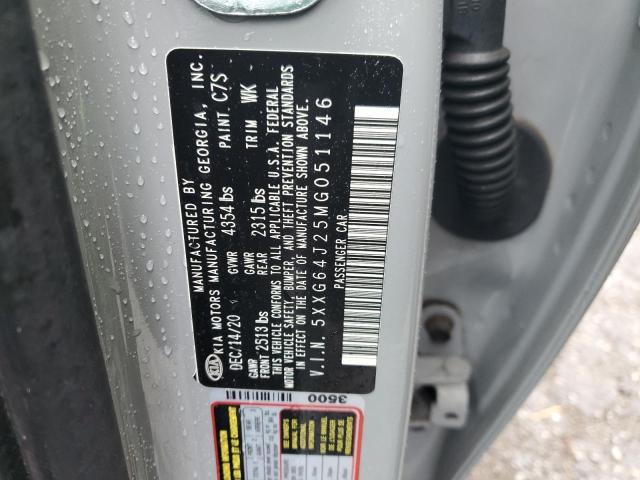 MANUFACTURED BY
KIA KIA MOTORS MANUFACTURING GEORGIA, INC.
DEC/14/20 GVWR 4354 lbs PAINT C7S
GAWR FRONT 2513 lbs GAWR REAR 2315 lbs TRIM WK
THIS VEHICLE CONFORMS TO ALL APPLICABLE U.S.A. FEDERAL
MOTOR VEHICLE SAFETY, BUMPER, AND THEFT PREVENTION STANDARDS
IN EFFECT ON THE DATE OF MANUFACTURE SHOWN ABOVE.
V.I.N. 5XXG64J25MG051146
PASSENGER CAR
3500